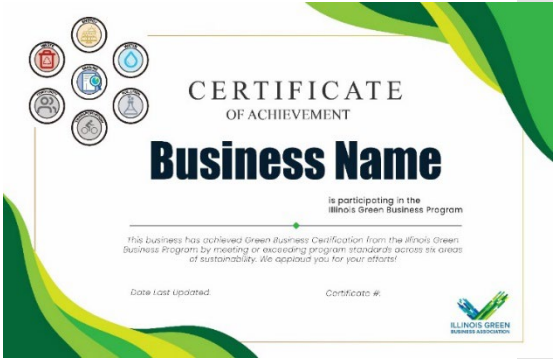 CERTIFICATE
OF ACHIEVEMENT
Business Name
is participating in the
Illinois Green Business Program
This business has achieved Green Business Certification from the Illinois Green
Business Program by meeting or exceeding program standards across six areas
of sustainability. We applaud you for your efforts!
Date Last Updated:
Certificate #:
ILLINOIS GREEN
BUSINESS ASSOCIATION